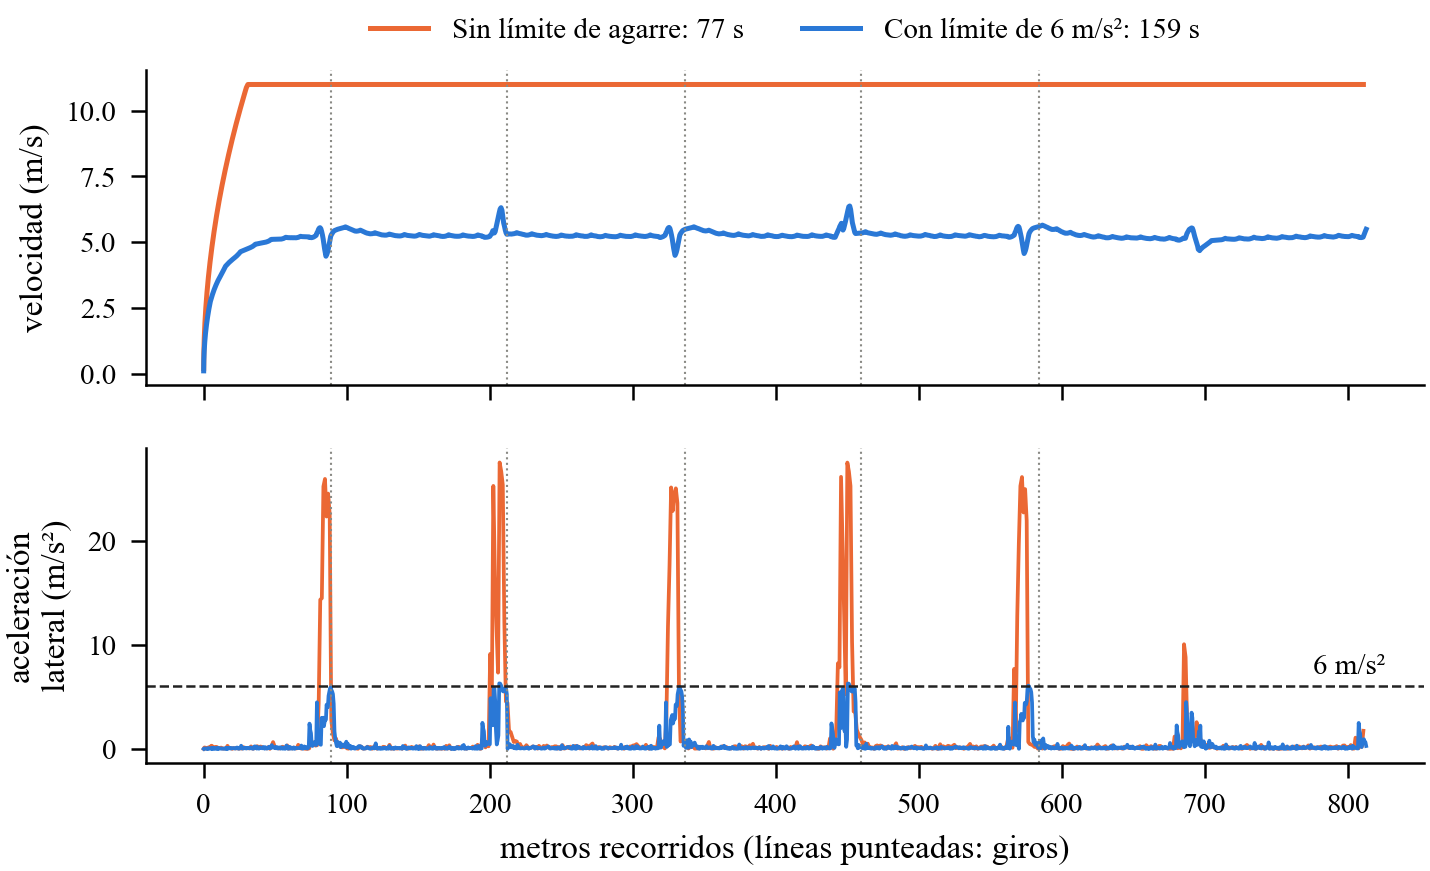 Sin límite de agarre: 77 s
Con límite de 6 m/s²: 159 s
velocidad (m/s)
10.0
7.5
5.0
2.5
0.0
aceleración
lateral (m/s²)
20
10
0
6 m/s²
0 100 200 300 400 500 600 700 800
metros recorridos (líneas punteadas: giros)